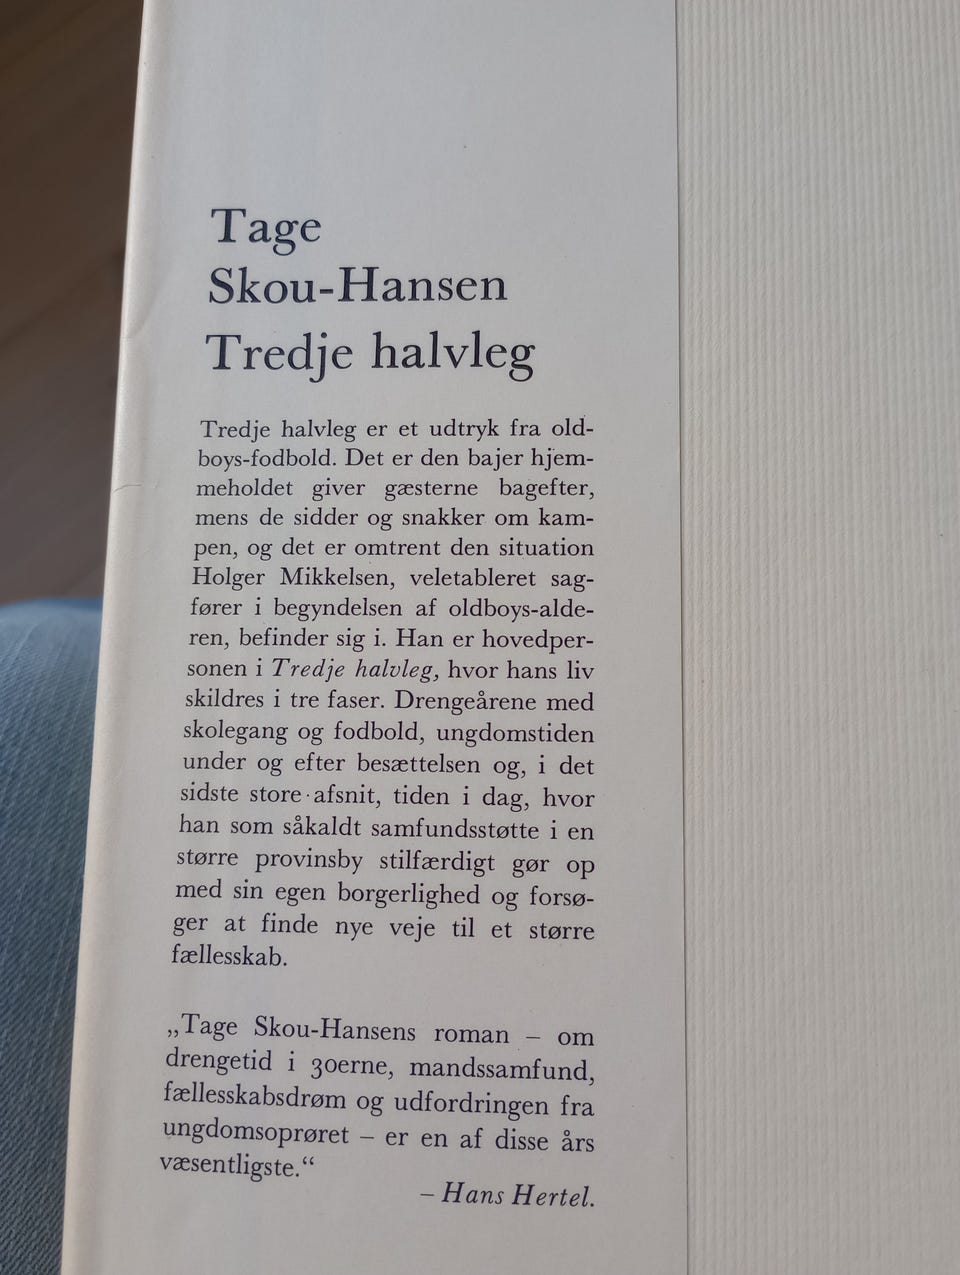 Tage
Skou-Hansen
Tredje halvleg
Tredje halvleg er et udtryk fra old-
boys-fodbold. Det er den bajer hjem-
meholdet giver gæsterne bagefter,
mens de sidder og snakker om kam-
pen, og det er omtrent den situation
Holger Mikkelsen, veletableret sag-
fører i begyndelsen af oldboys-alde-
ren, befinder sig i. Han er hovedper-
sonen i Tredje halvleg, hvor hans liv
skildres i tre faser. Drengeårene med
skolegang og fodbold, ungdomstiden
under og efter besættelsen og, i det
sidste store afsnit, tiden i dag, hvor
han som såkaldt samfundsstøtte i en
større provinsby stilfærdigt gør op
med sin egen borgerlighed og forsø-
ger at finde nye veje til et større
fællesskab.
„Tage Skou-Hansens roman – om
drengetid i 30erne, mandssamfund,
fællesskabsdrøm og udfordringen fra
ungdomsoprøret – er en af disse års
væsentligste.“
– Hans Hertel.